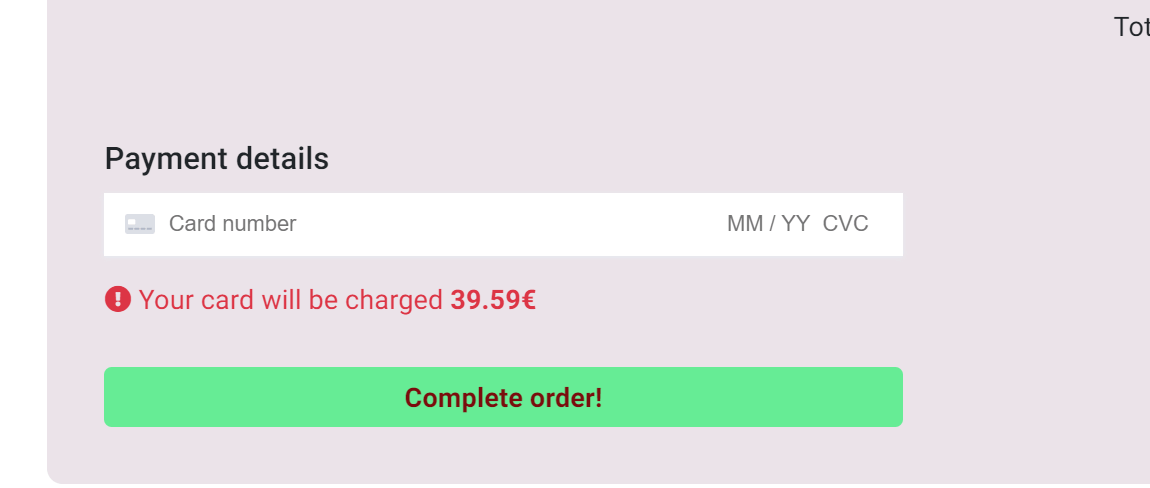 Tot
Payment details
Card number MM / YY CVC
Your card will be charged 39.59€
Complete order!